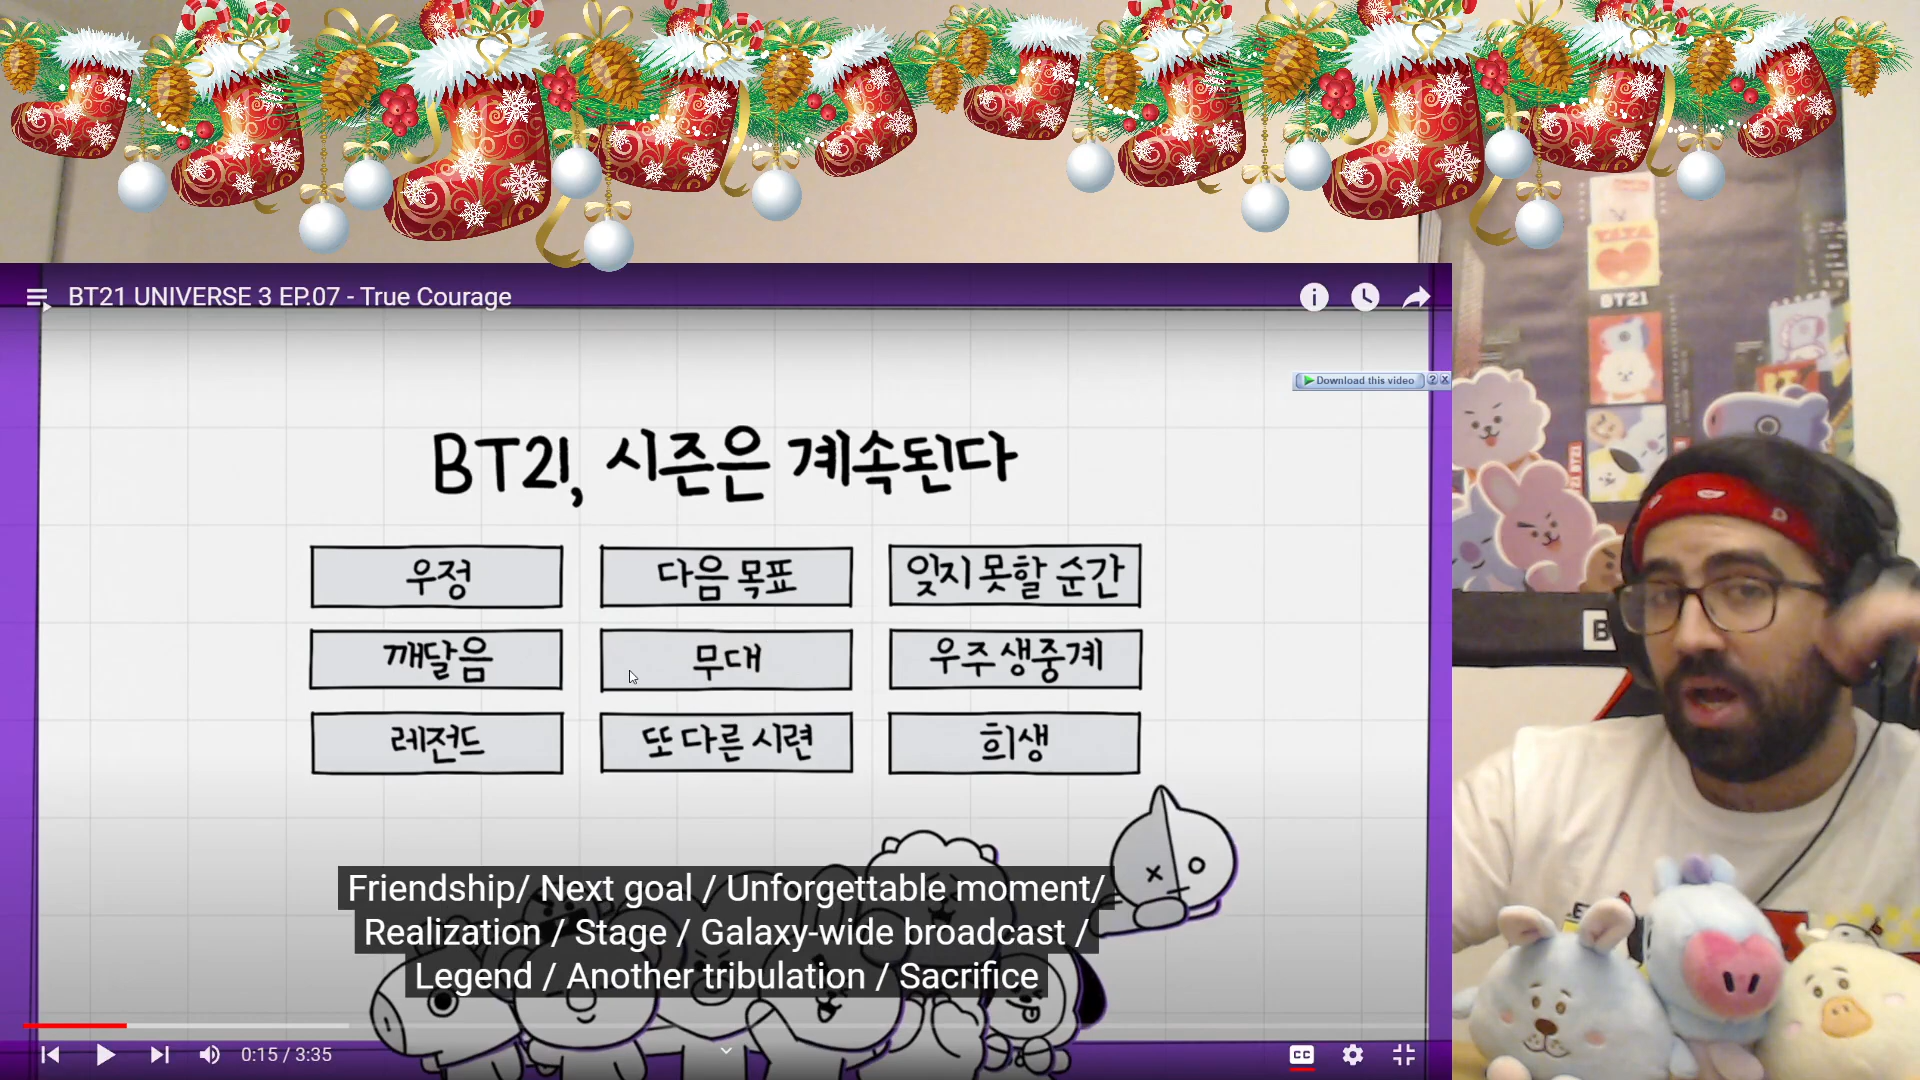 BT21 UNIVERSE 3 EP.07 - True Courage
Download this video
BT21, 시즌은 계속된다
우정 다음 목표 잊지 못할 순간
깨달음 무대 우주 생중계
레전드 또 다른 시련 희생
Friendship/ Next goal / Unforgettable moment/
Realization / Stage / Galaxy-wide broadcast /
Legend / Another tribulation / Sacrifice
0:15 / 3:35
CC
BT21